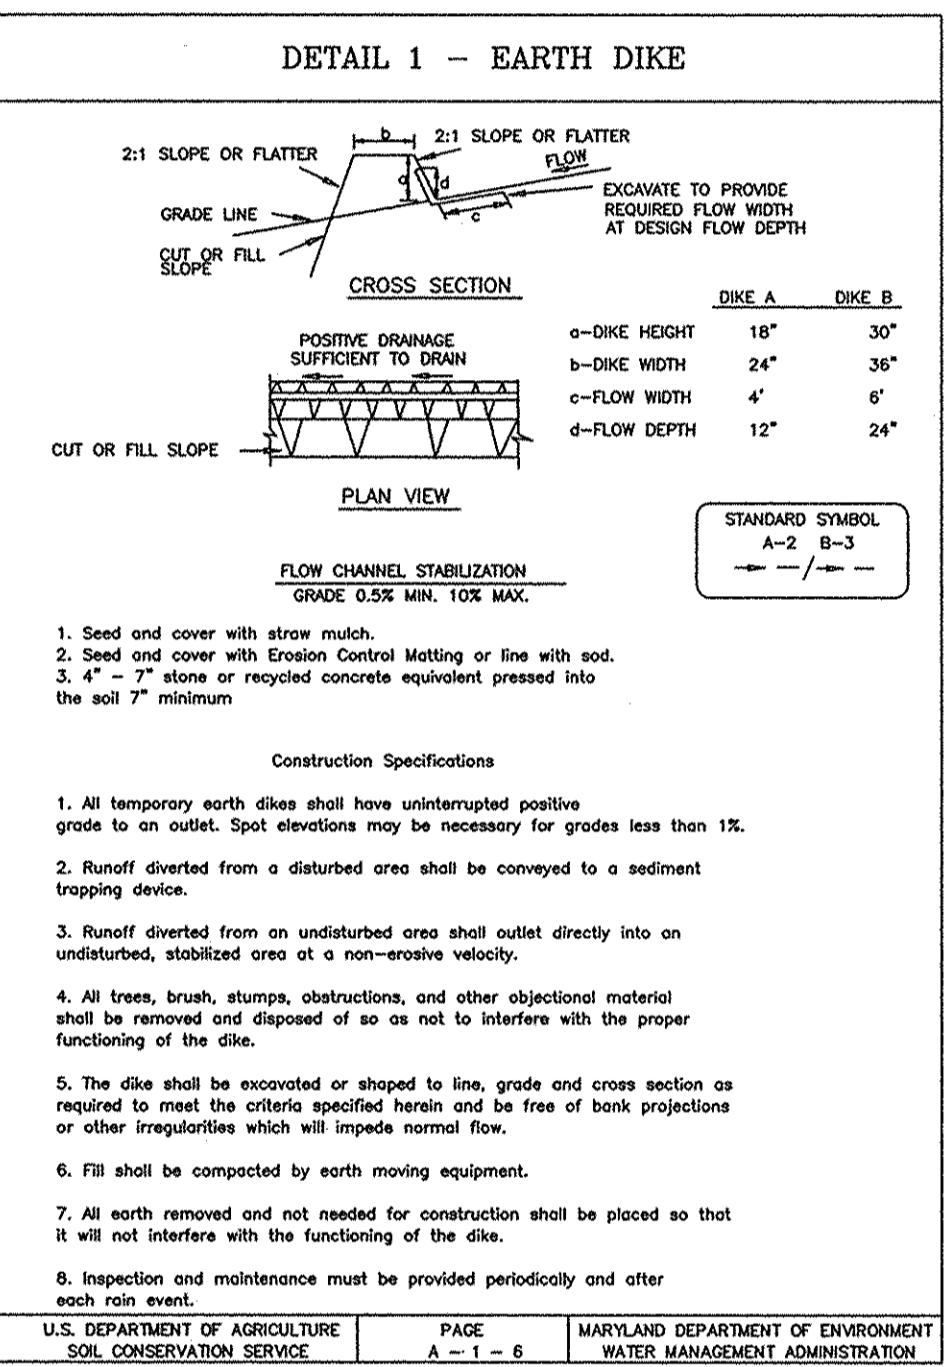 DETAIL 1 – EARTH DIKE
2:1 SLOPE OR FLATTER
b
2:1 SLOPE OR FLATTER
FLOW
a
d
c
EXCAVATE TO PROVIDE
REQUIRED FLOW WIDTH
AT DESIGN FLOW DEPTH
GRADE LINE
CUT OR FILL
SLOPE
CROSS SECTION
DIKE A DIKE B
a–DIKE HEIGHT 18" 30"
b–DIKE WIDTH 24" 36"
c–FLOW WIDTH 4' 6'
d–FLOW DEPTH 12" 24"
POSITIVE DRAINAGE
SUFFICIENT TO DRAIN
CUT OR FILL SLOPE
PLAN VIEW
STANDARD SYMBOL
A–2 B–3
/
FLOW CHANNEL STABILIZATION
GRADE 0.5% MIN. 10% MAX.
1. Seed and cover with straw mulch.
2. Seed and cover with Erosion Control Matting or line with sod.
3. 4" – 7" stone or recycled concrete equivalent pressed into
the soil 7" minimum
Construction Specifications
1. All temporary earth dikes shall have uninterrupted positive
grade to an outlet. Spot elevations may be necessary for grades less than 1%.
2. Runoff diverted from a disturbed area shall be conveyed to a sediment
trapping device.
3. Runoff diverted from an undisturbed area shall outlet directly into an
undisturbed, stabilized area at a non–erosive velocity.
4. All trees, brush, stumps, obstructions, and other objectional material
shall be removed and disposed of so as not to interfere with the proper
functioning of the dike.
5. The dike shall be excavated or shaped to line, grade and cross section as
required to meet the criteria specified herein and be free of bank projections
or other irregularities which will impede normal flow.
6. Fill shall be compacted by earth moving equipment.
7. All earth removed and not needed for construction shall be placed so that
it will not interfere with the functioning of the dike.
8. Inspection and maintenance must be provided periodically and after
each rain event.
U.S. DEPARTMENT OF AGRICULTURE
SOIL CONSERVATION SERVICE
PAGE
A – 1 – 6
MARYLAND DEPARTMENT OF ENVIRONMENT
WATER MANAGEMENT ADMINISTRATION